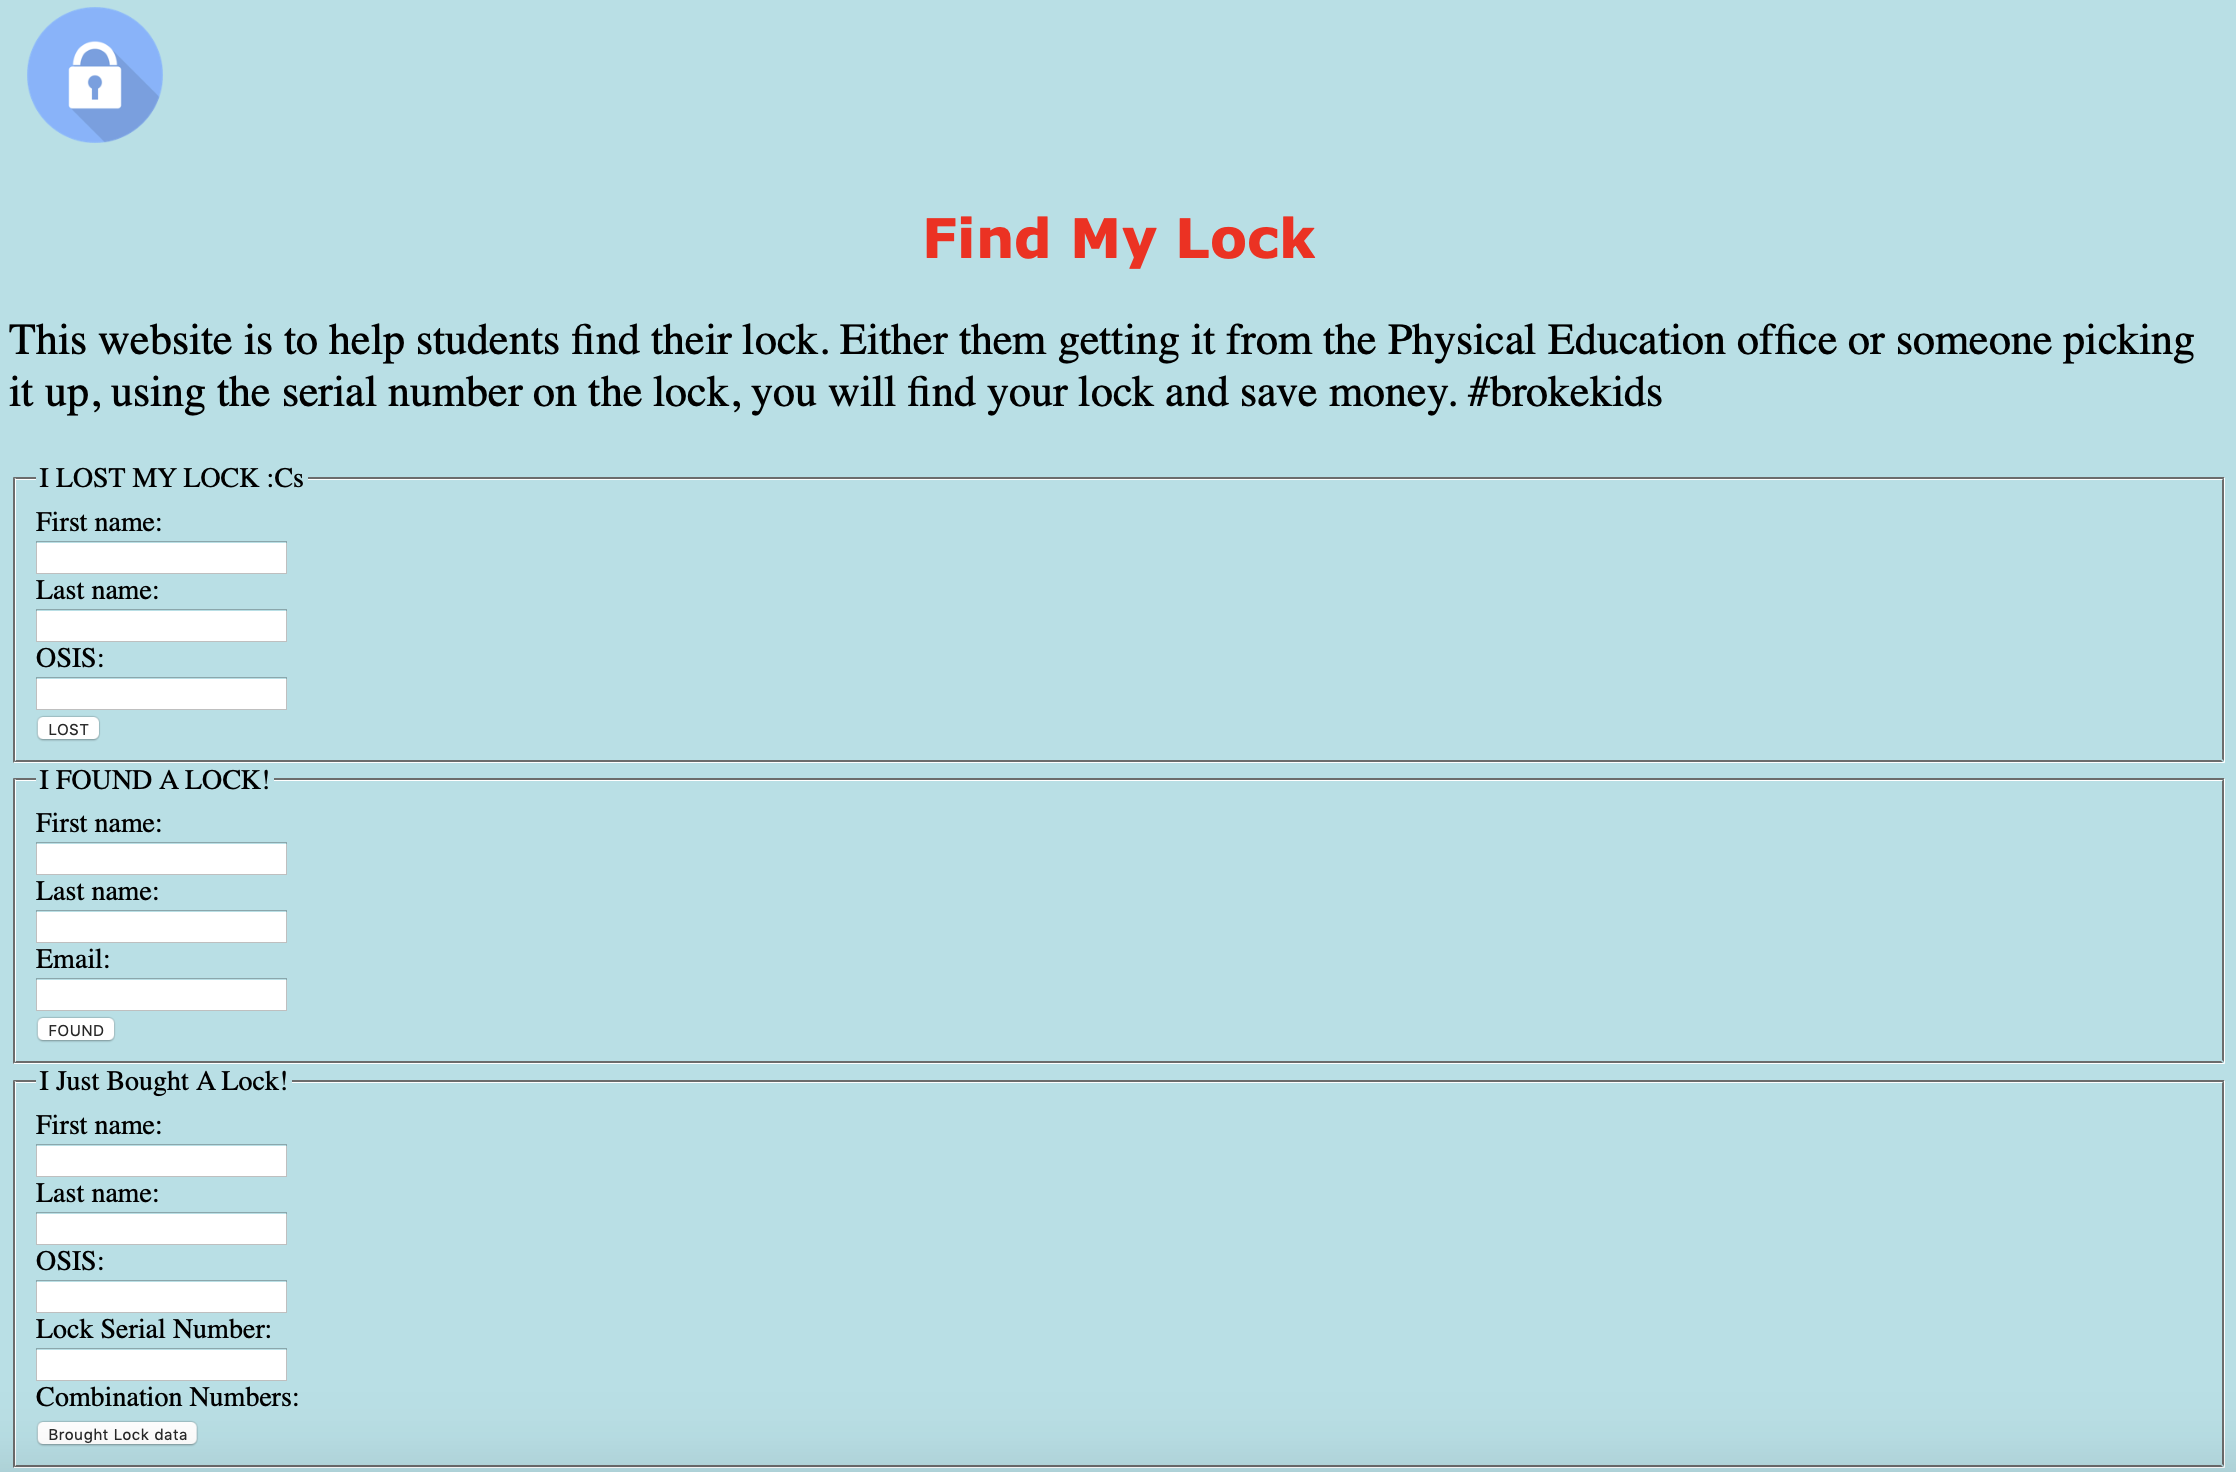 Find My Lock
This website is to help students find their lock. Either them getting it from the Physical Education office or someone picking
it up, using the serial number on the lock, you will find your lock and save money. #brokekids
I LOST MY LOCK :Cs
First name:
Last name:
OSIS:
LOST
I FOUND A LOCK!
First name:
Last name:
Email:
FOUND
I Just Bought A Lock!
First name:
Last name:
OSIS:
Lock Serial Number:
Combination Numbers:
Brought Lock data